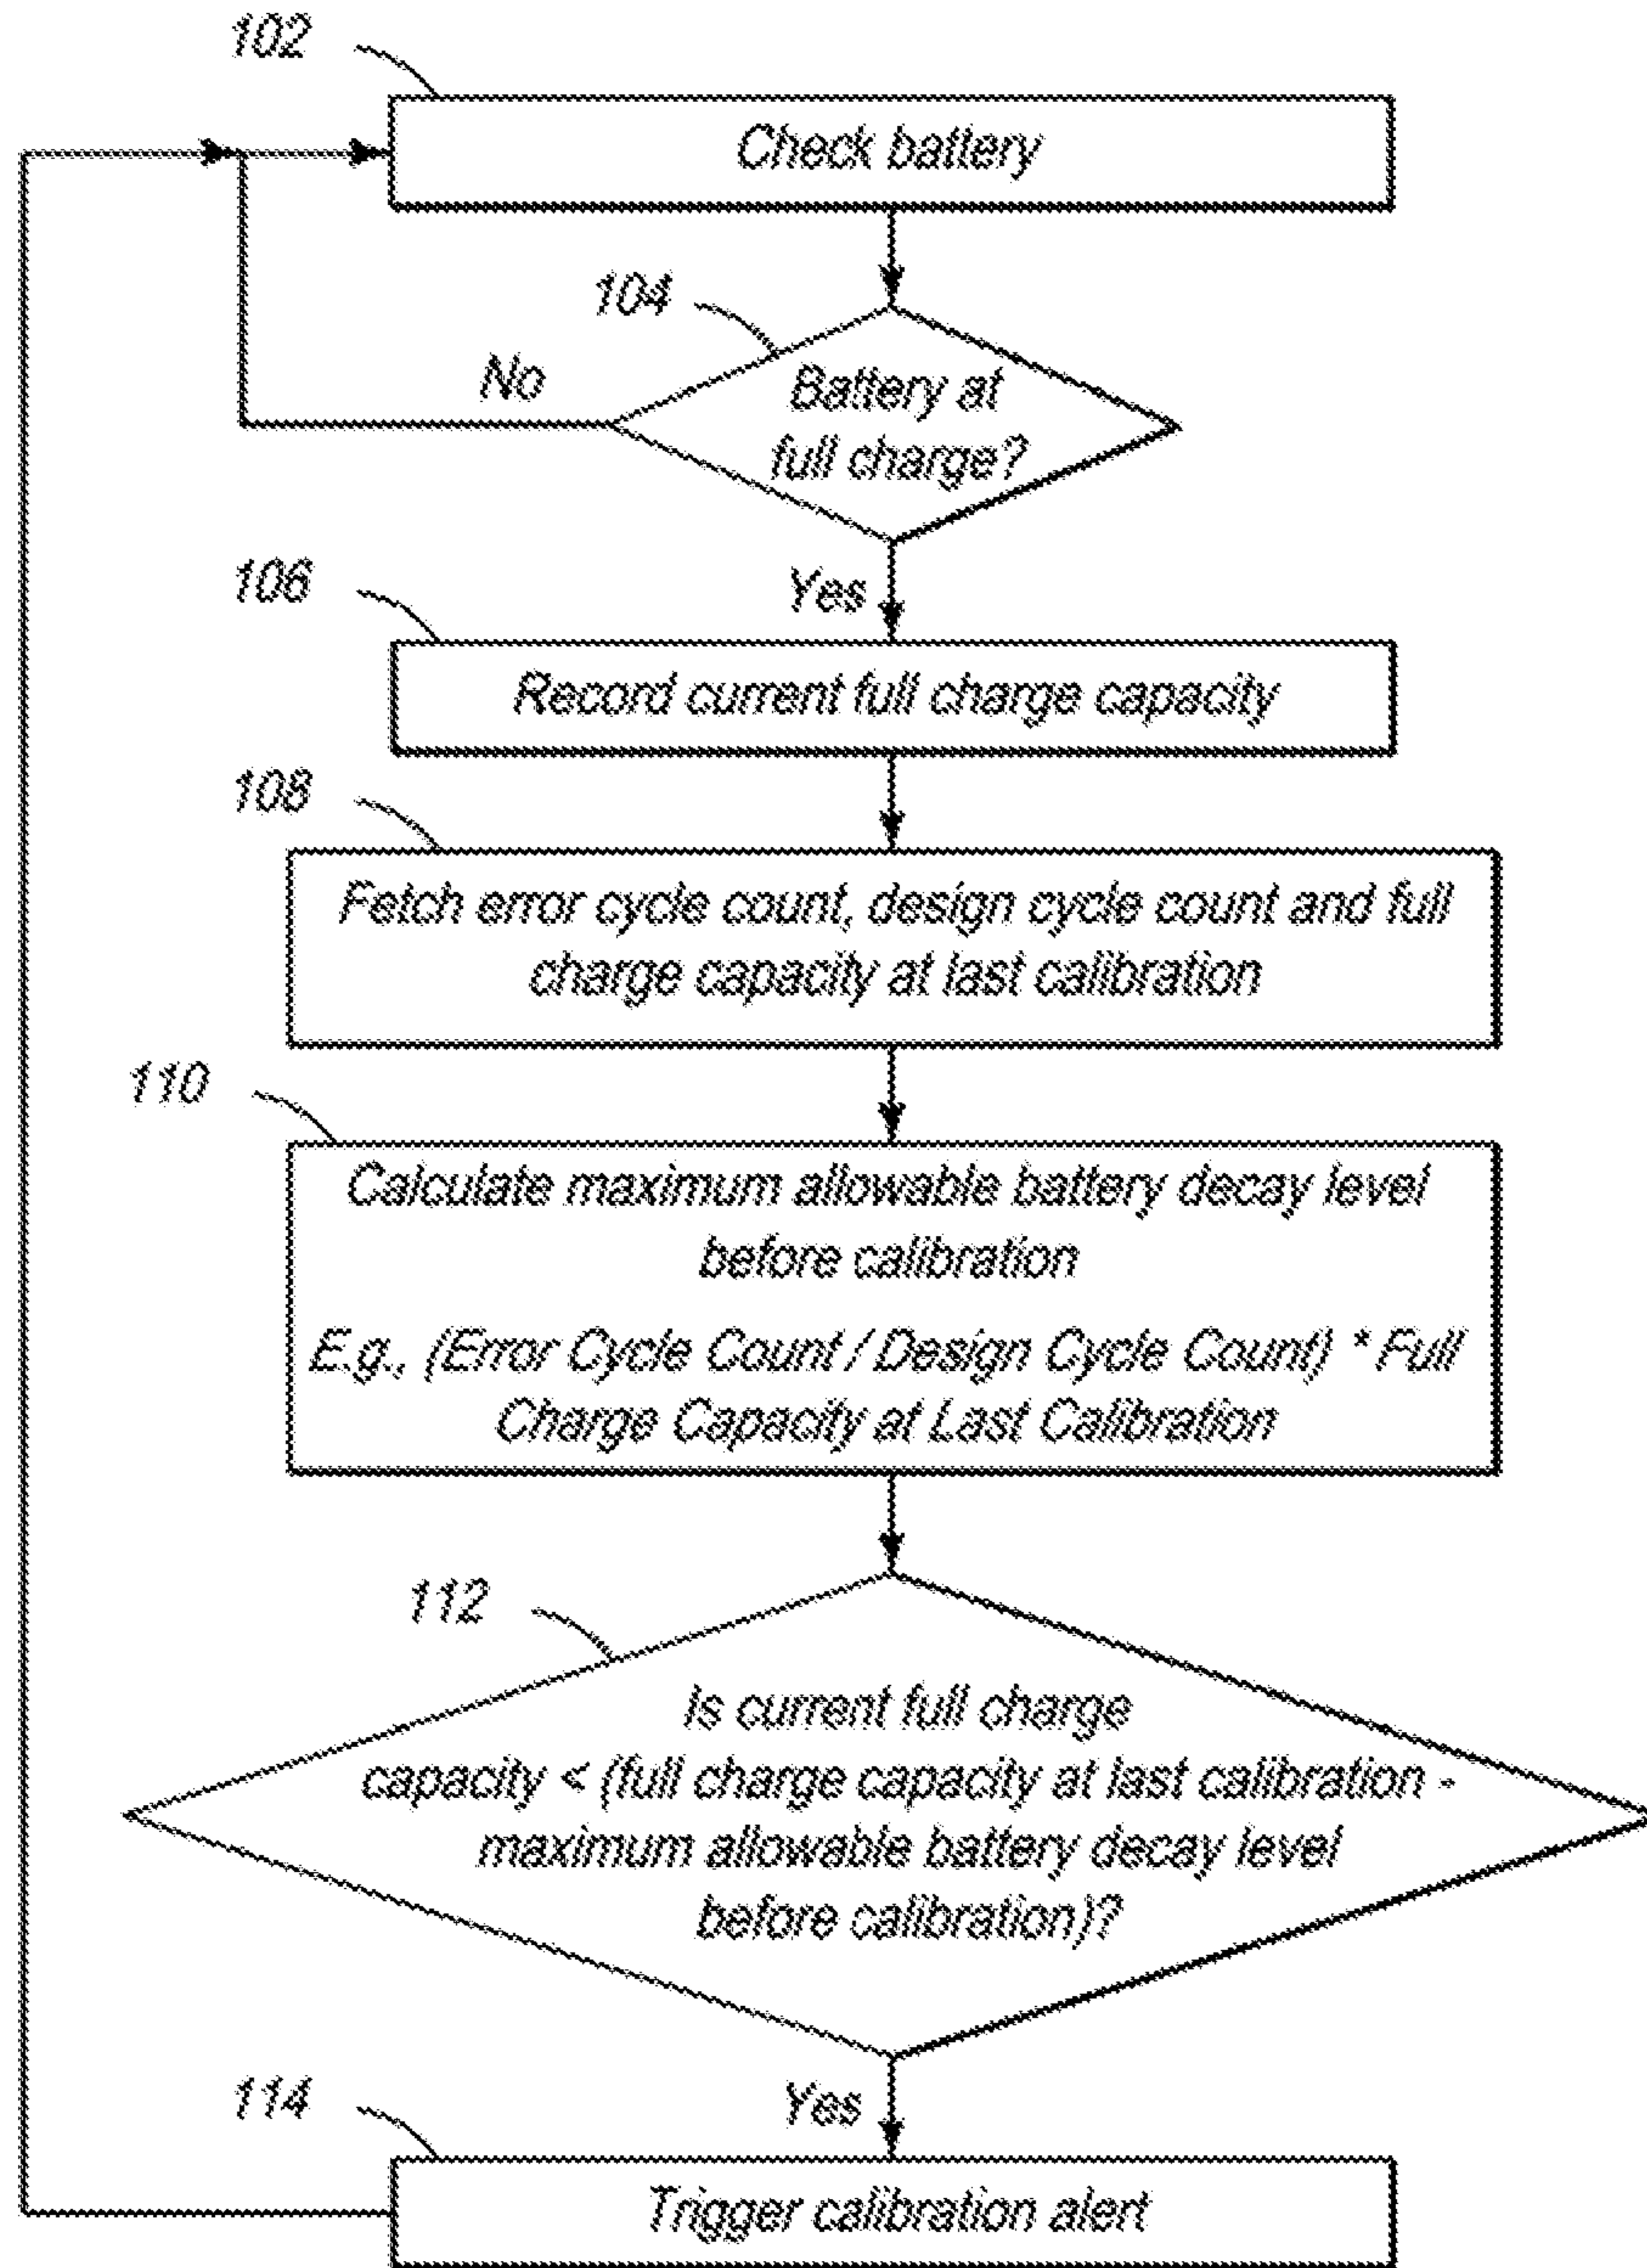 102
Check battery
104
No
Battery at
full charge?
Yes
106
Record current full charge capacity
108
Fetch error cycle count, design cycle count and full
charge capacity at last calibration
110
Calculate maximum allowable battery decay level
before calibration
E.g., (Error Cycle Count / Design Cycle Count) * Full
Charge Capacity at Last Calibration
112
Is current full charge
capacity < (full charge capacity at last calibration -
maximum allowable battery decay level
before calibration)?
Yes
114
Trigger calibration alert